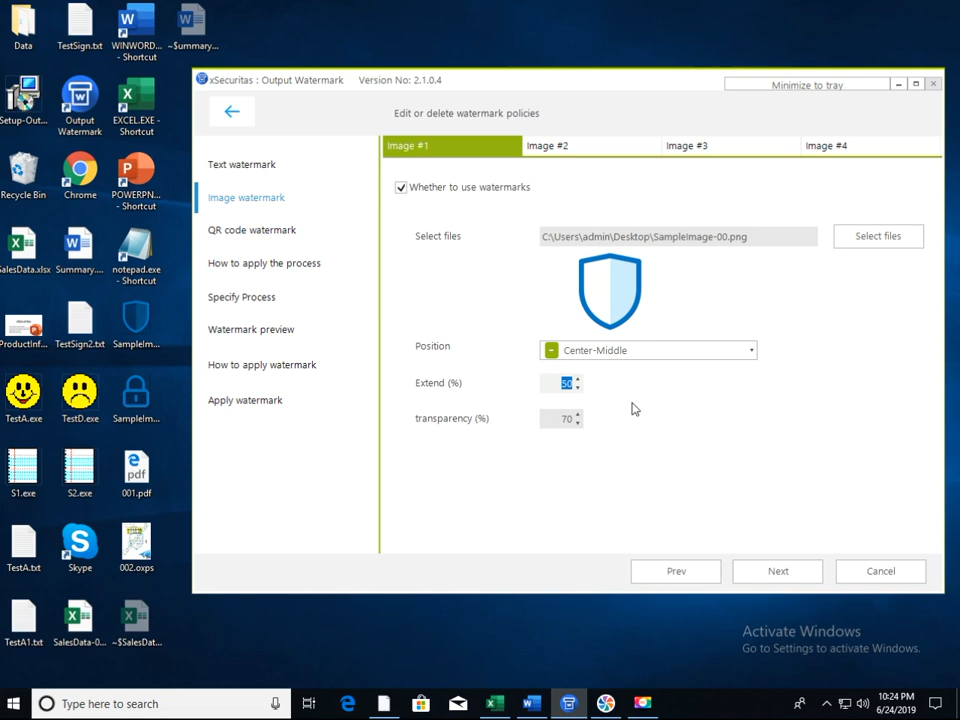 Data
TestSign.txt
WINWORD...
- Shortcut
~$ummary...
Setup-Out...
Output
Watermark
EXCEL.EXE -
Shortcut
Recycle Bin
Chrome
POWERPN...
- Shortcut
SalesData.xlsx
Summary....
notepad.exe
- Shortcut
ProductInf...
TestSign2.txt
SampleIm...
TestA.exe
TestD.exe
SampleIm...
S1.exe
S2.exe
001.pdf
TestA.txt
Skype
002.oxps
TestA1.txt
SalesData-0...
~$SalesDat...
xSecuritas : Output Watermark Version No: 2.1.0.4
Minimize to tray
Edit or delete watermark policies
Text watermark
Image watermark
QR code watermark
How to apply the process
Specify Process
Watermark preview
How to apply watermark
Apply watermark
Image #1
Image #2
Image #3
Image #4
Whether to use watermarks
Select files
C:\Users\admin\Desktop\SampleImage-00.png
Select files
Position
Center-Middle
Extend (%)
50
transparency (%)
70
Prev
Next
Cancel
Activate Windows
Go to Settings to activate Windows.
Type here to search
10:24 PM
6/24/2019